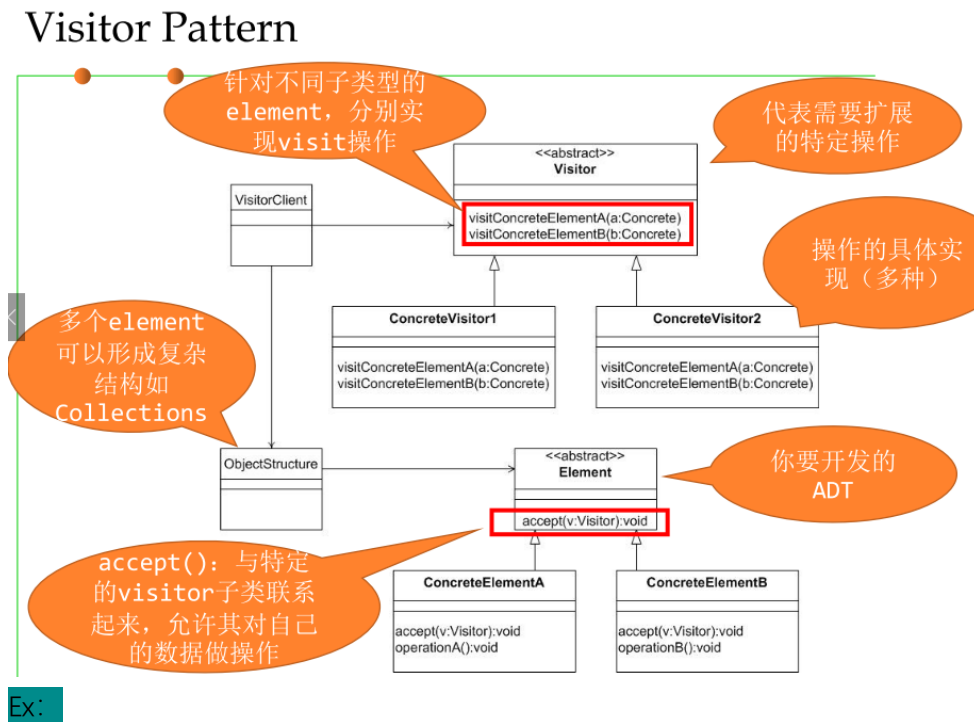 Visitor Pattern
针对不同子类型的
element，分别实
现visit操作
代表需要扩展
的特定操作
<<abstract>>
Visitor
visitConcreteElementA(a:Concrete)
visitConcreteElementB(b:Concrete)
VisitorClient
操作的具体实
现（多种）
多个element
可以形成复杂
结构如
Collections
ConcreteVisitor1
visitConcreteElementA(a:Concrete)
visitConcreteElementB(b:Concrete)
ConcreteVisitor2
visitConcreteElementA(a:Concrete)
visitConcreteElementB(b:Concrete)
ObjectStructure
<<abstract>>
Element
accept(v:Visitor):void
你要开发的
ADT
accept()：与特定
的visitor子类联系
起来，允许其对自己
的数据做操作
ConcreteElementA
accept(v:Visitor):void
operationA():void
ConcreteElementB
accept(v:Visitor):void
operationB():void
Ex: